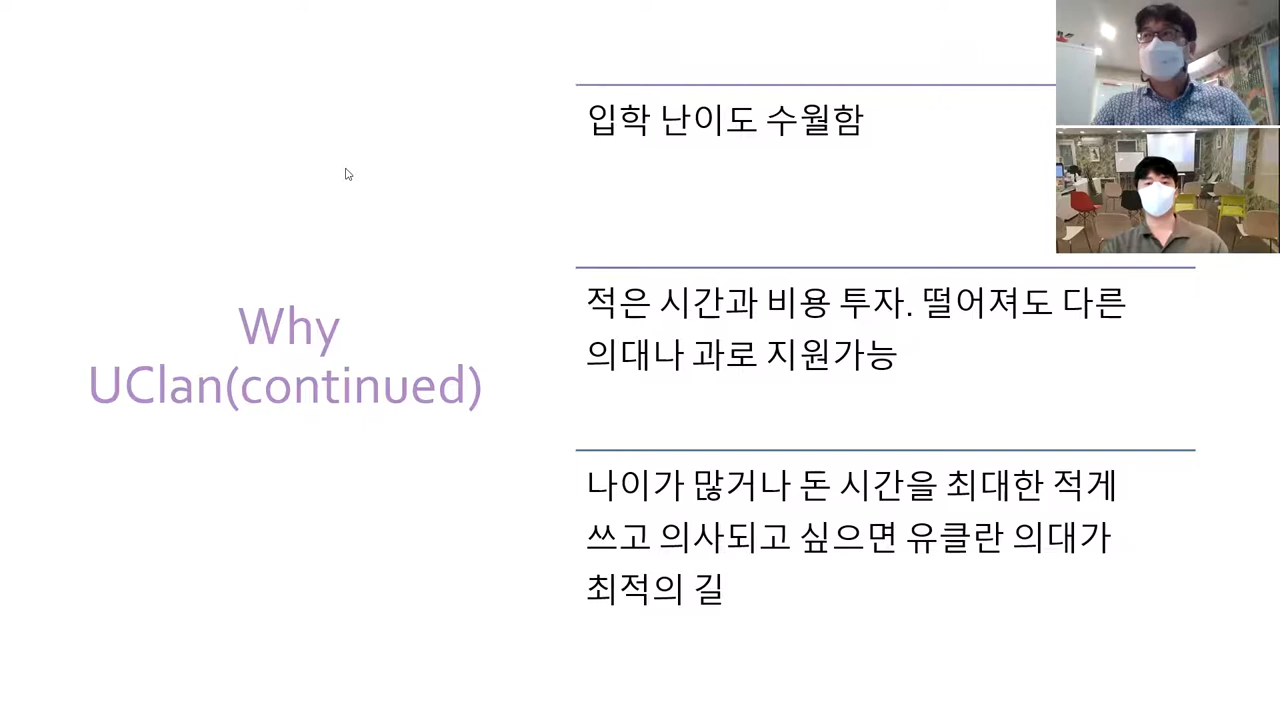 Why
UClan(continued)
입학 난이도 수월함
적은 시간과 비용 투자. 떨어져도 다른
의대나 과로 지원가능
나이가 많거나 돈 시간을 최대한 적게
쓰고 의사되고 싶으면 유클란 의대가
최적의 길